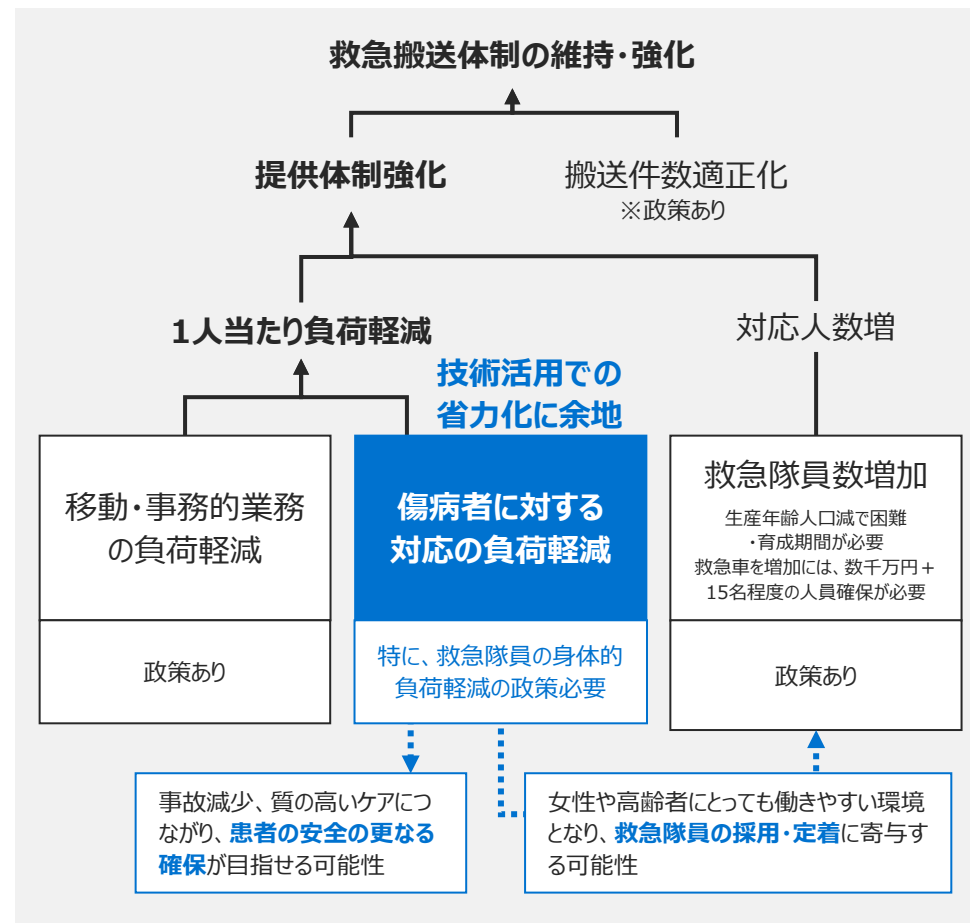 救急搬送体制の維持・強化
提供体制強化
搬送件数適正化
※政策あり
1人当たり負荷軽減
対応人数増
技術活用での
省力化に余地
移動・事務的業務
の負荷軽減
政策あり
傷病者に対する
対応の負荷軽減
特に、救急隊員の身体的
負荷軽減の政策必要
救急隊員数増加
生産年齢人口減で困難
・育成期間が必要
救急車を増加には、数千万円+
15名程度の人員確保が必要
政策あり
事故減少、質の高いケアにつ
ながり、患者の安全の更なる
確保が目指せる可能性
女性や高齢者にとっても働きやすい環境
となり、救急隊員の採用・定着に寄与す
る可能性